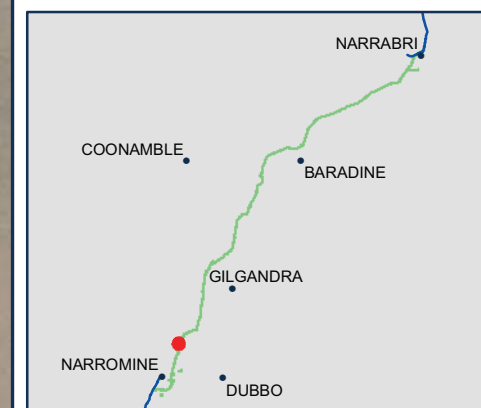 NARRABRI
COONAMBLE
BARADINE
GILGANDRA
NARROMINE
DUBBO